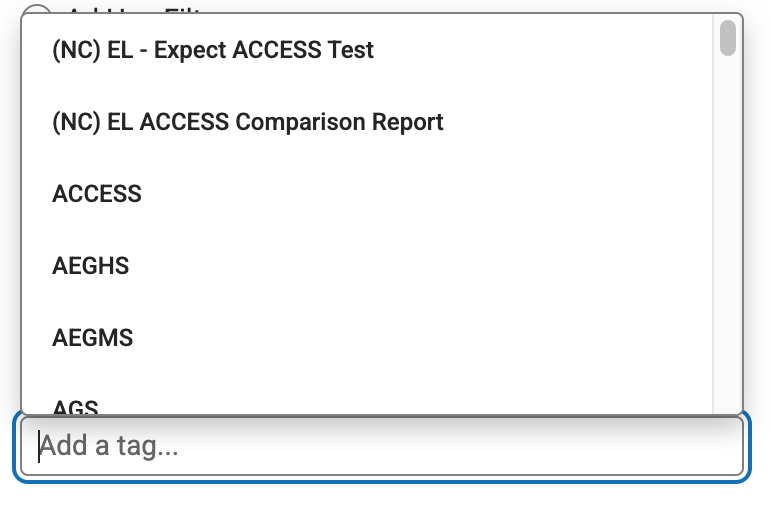 (NC) EL - Expect ACCESS Test
(NC) EL ACCESS Comparison Report
ACCESS
AEGHS
AEGMS
AGS
Add a tag...